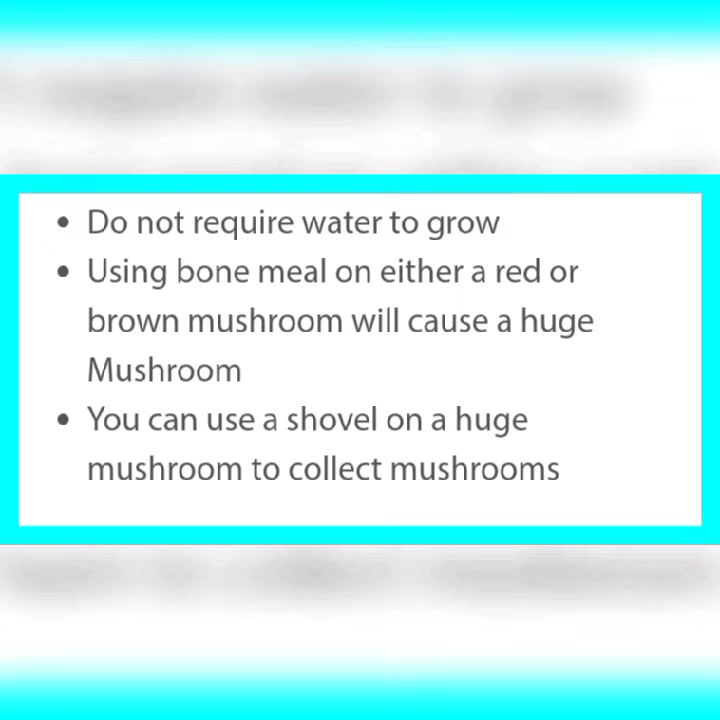 • Do not require water to grow
• Using bone meal on either a red or
brown mushroom will cause a huge
Mushroom
• You can use a shovel on a huge
mushroom to collect mushrooms